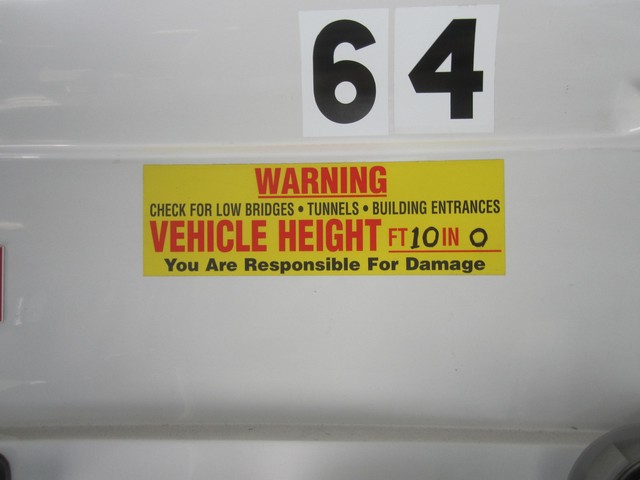 64
WARNING
CHECK FOR LOW BRIDGES • TUNNELS • BUILDING ENTRANCES
VEHICLE HEIGHT FT 10 IN 0
You Are Responsible For Damage